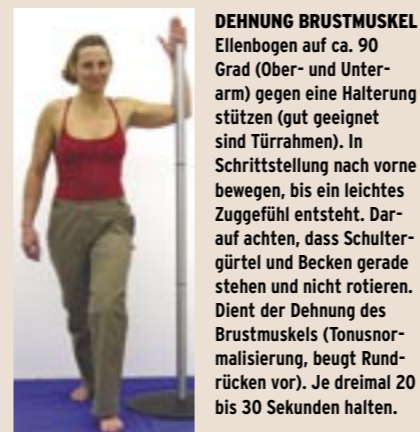 DEHNUNG BRUSTMUSKEL
Ellenbogen auf ca. 90
Grad (Ober- und Unter-
arm) gegen eine Halterung
stützen (gut geeignet
sind Türrahmen). In
Schrittstellung nach vorne
bewegen, bis ein leichtes
Zuggefühl entsteht. Dar-
auf achten, dass Schulter-
gürtel und Becken gerade
stehen und nicht rotieren.
Dient der Dehnung des
Brustmuskels (Tonusnor-
malisierung, beugt Rund-
rücken vor). Je dreimal 20
bis 30 Sekunden halten.